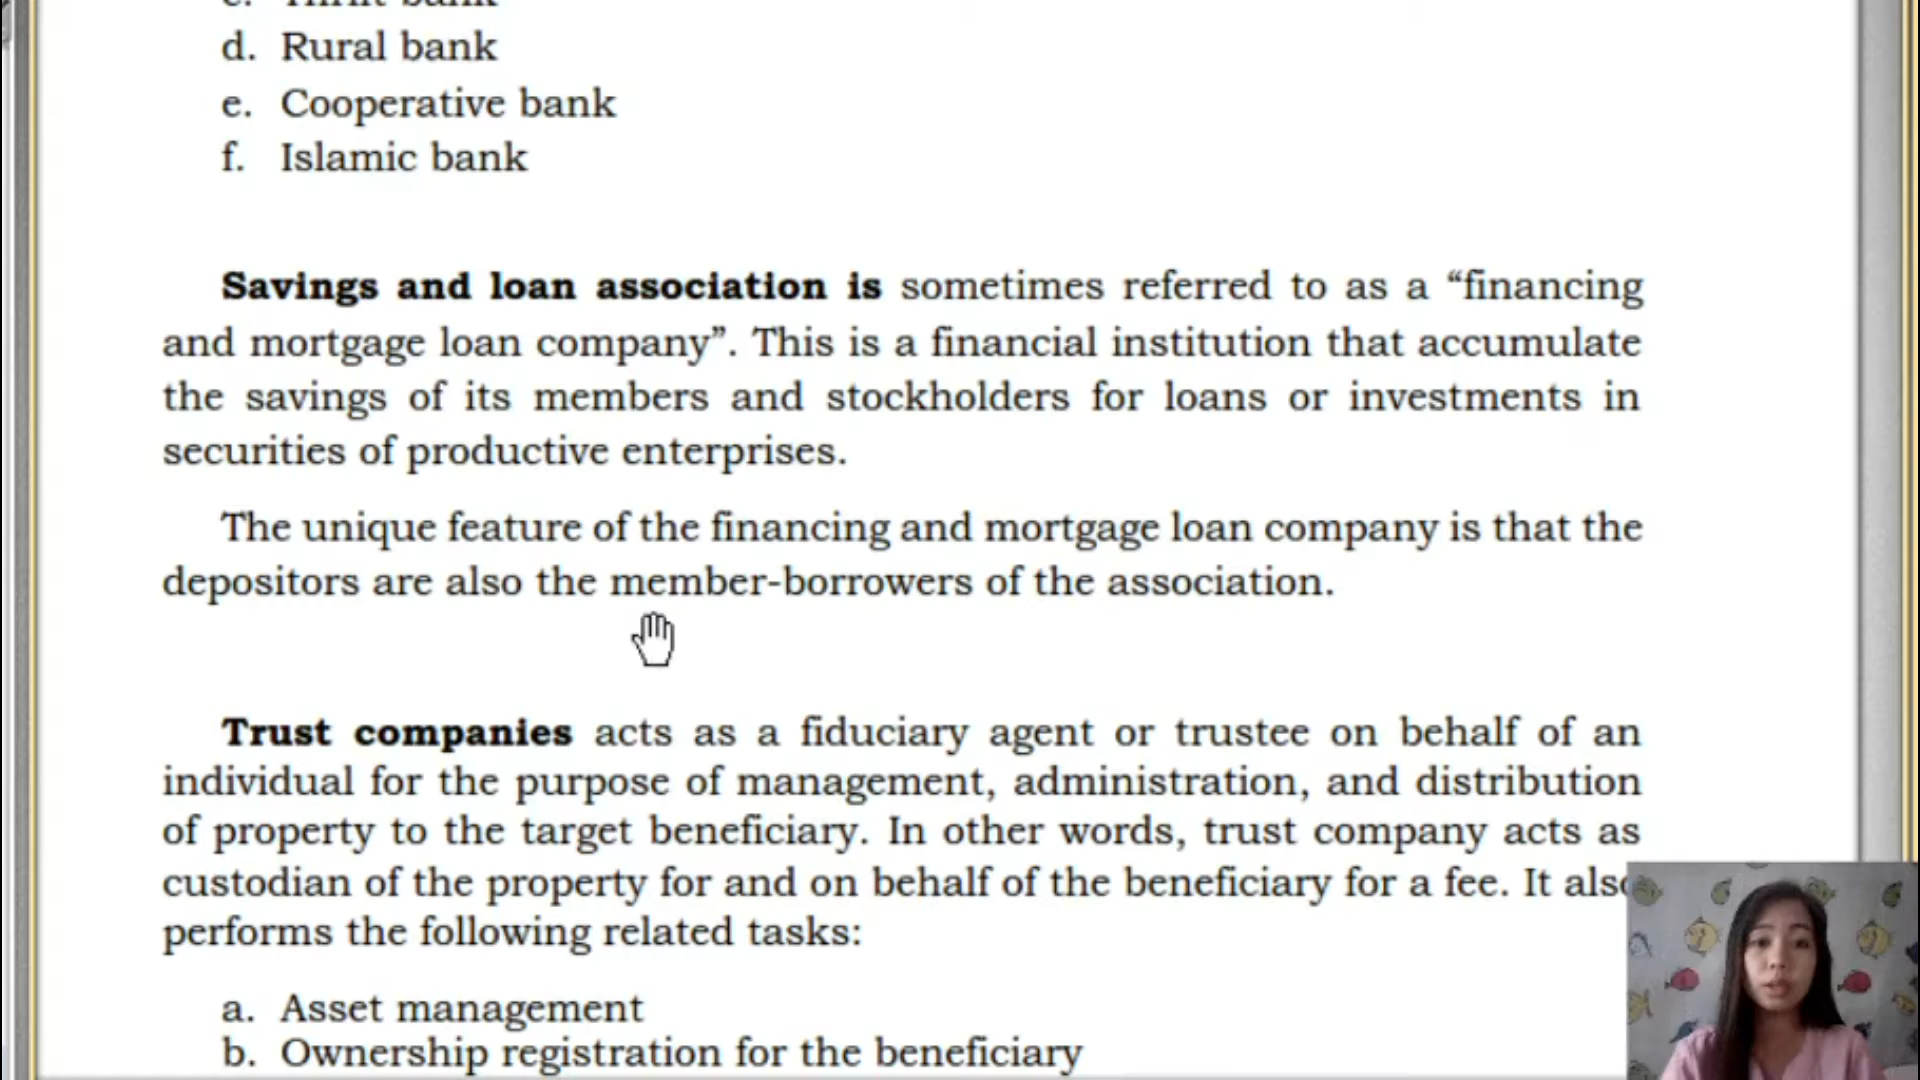 c. Thrift bank
d. Rural bank
e. Cooperative bank
f. Islamic bank
Savings and loan association is sometimes referred to as a “financing
and mortgage loan company”. This is a financial institution that accumulate
the savings of its members and stockholders for loans or investments in
securities of productive enterprises.
The unique feature of the financing and mortgage loan company is that the
depositors are also the member-borrowers of the association.
Trust companies acts as a fiduciary agent or trustee on behalf of an
individual for the purpose of management, administration, and distribution
of property to the target beneficiary. In other words, trust company acts as
custodian of the property for and on behalf of the beneficiary for a fee. It also
performs the following related tasks:
a. Asset management
b. Ownership registration for the beneficiary